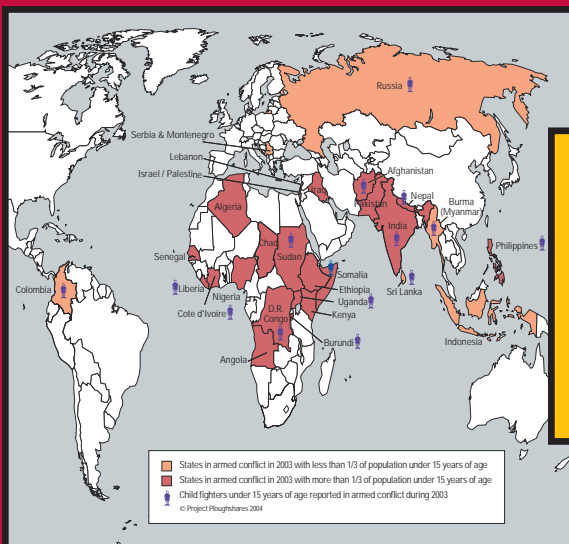 Russia
Serbia & Montenegro
Lebanon
Israel / Palestine
Afghanistan
Iraq
Nepal
Pakistan
Burma
(Myanmar)
Algeria
India
Philippines
Chad
Sudan
Senegal
Somalia
Liberia
Ethiopia
Sri Lanka
Colombia
Nigeria
Uganda
Cote d'Ivoire
D.R.
Congo
Kenya
Burundi
Indonesia
Angola
States in armed conflict in 2003 with less than 1/3 of population under 15 years of age
States in armed conflict in 2003 with more than 1/3 of population under 15 years of age
Child fighters under 15 years of age reported in armed conflict during 2003
© Project Ploughshares 2004